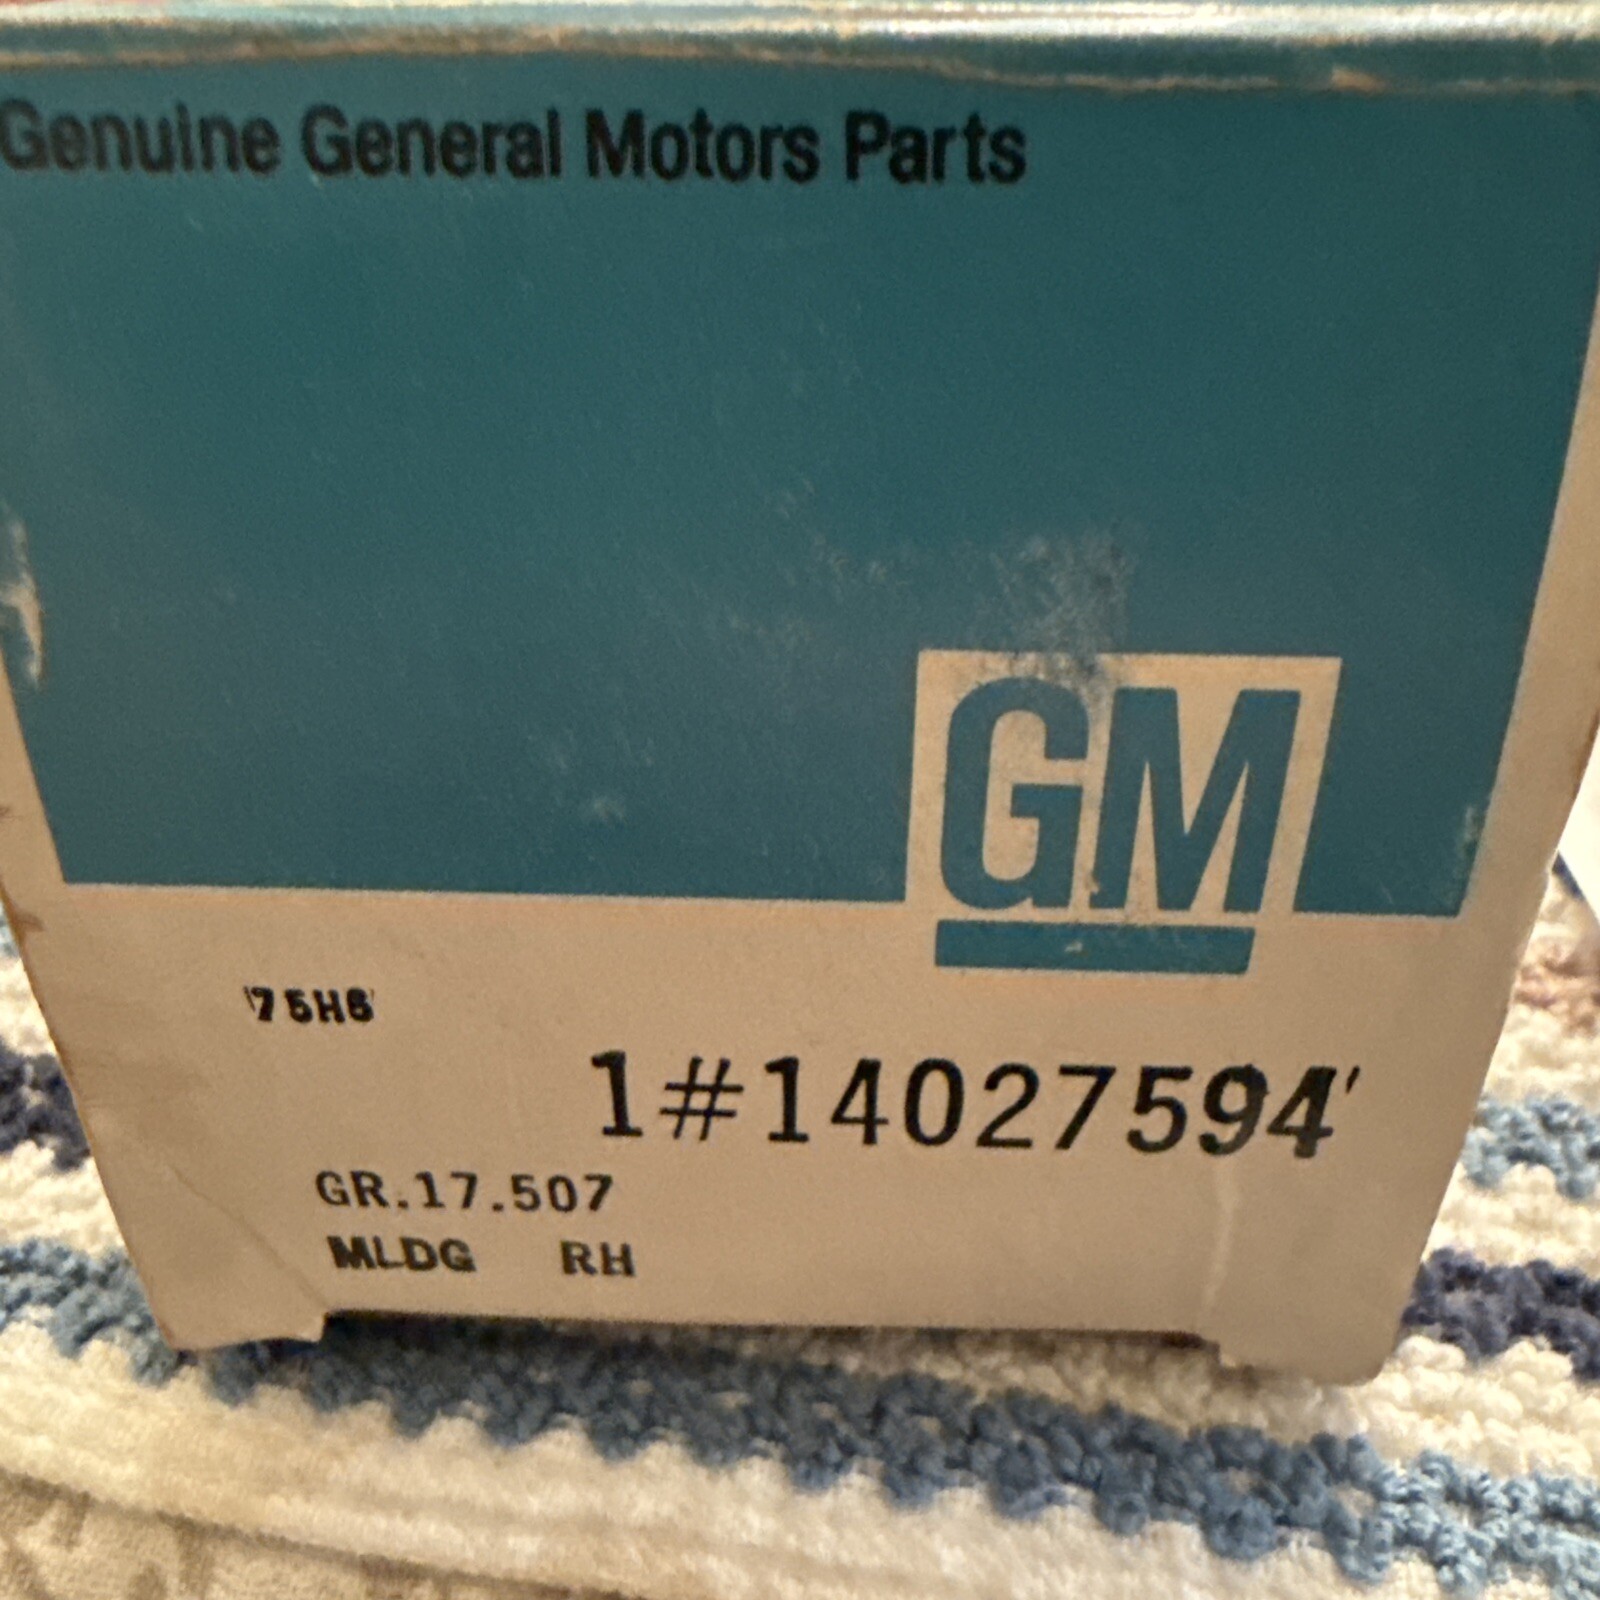 Genuine General Motors Parts
GM
75H6
1#14027594
GR.17.507
MLDG RH